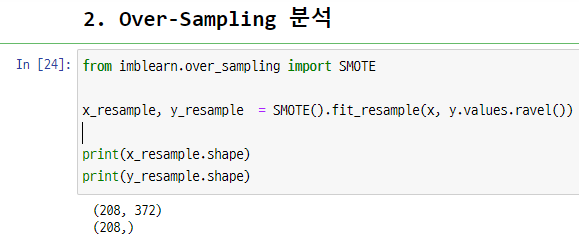 2. Over-Sampling 분석
In [24]: from imblearn.over_sampling import SMOTE
x_resample, y_resample  = SMOTE().fit_resample(x, y.values.ravel())
print(x_resample.shape)
print(y_resample.shape)
(208, 372)
(208,)